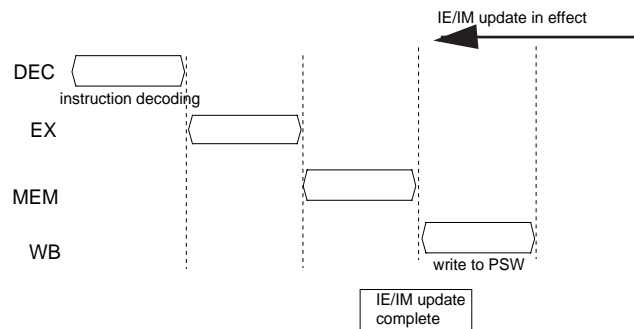 IE/IM update in effect
DEC
instruction decoding
EX
MEM
WB
write to PSW
IE/IM update
complete